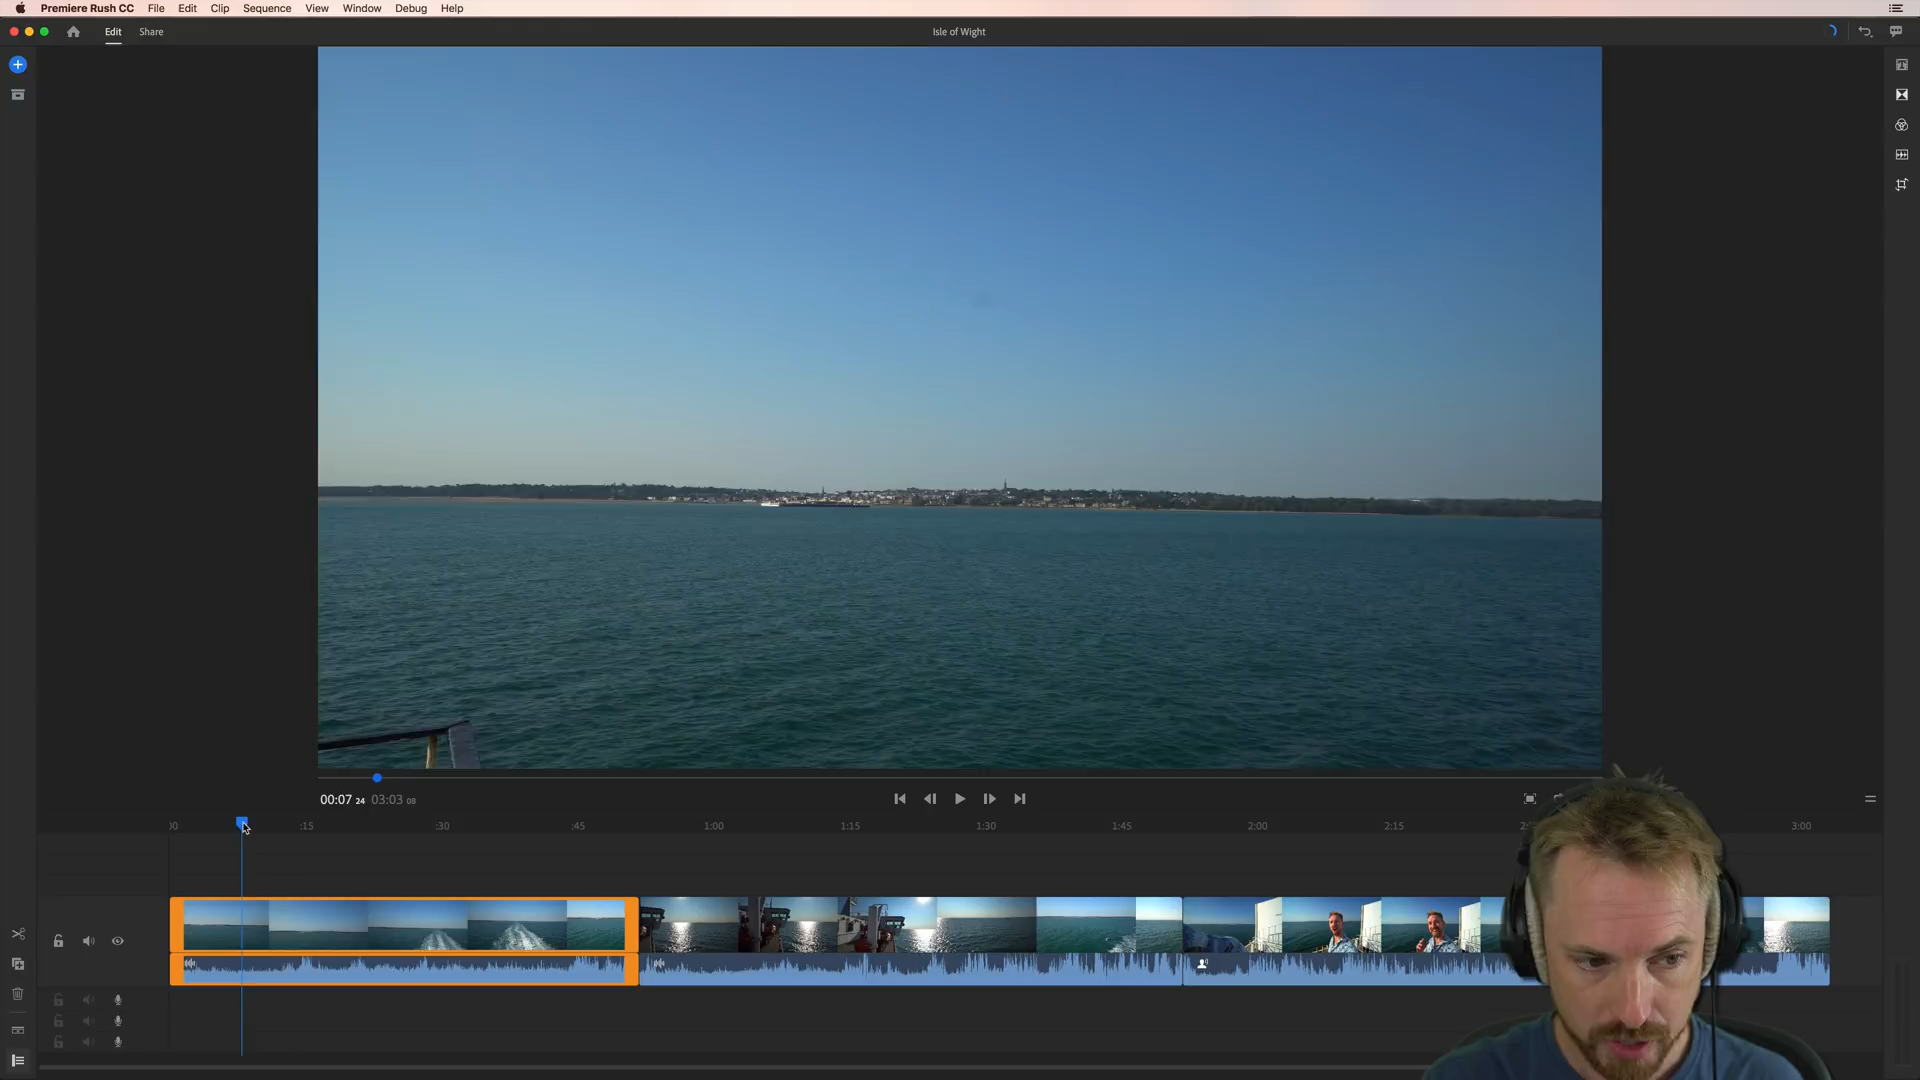 Premiere Rush CC File Edit Clip Sequence View Window Debug Help
Edit Share Isle of Wight
00:07 24 03:03 08
:15 :30 :45 1:00 1:15 1:30 1:45 2:00 2:15 3:00